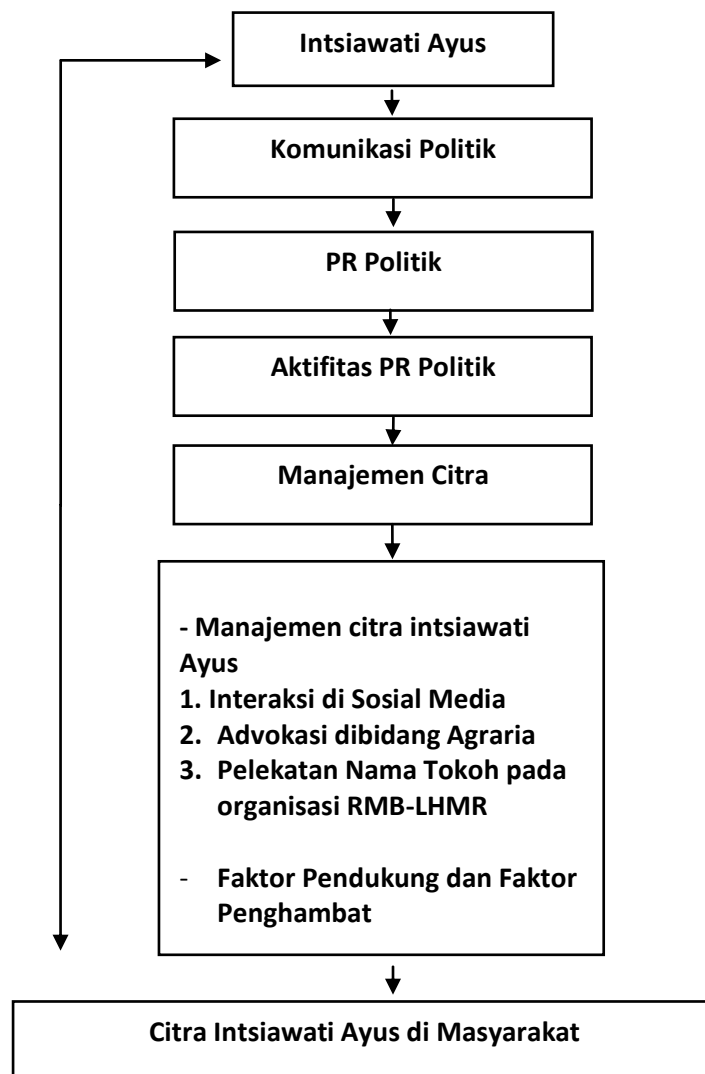 Intsiawati Ayus
Komunikasi Politik
PR Politik
Aktifitas PR Politik
Manajemen Citra
- Manajemen citra intsiawati
Ayus
1. Interaksi di Sosial Media
2. Advokasi dibidang Agraria
3. Pelekatan Nama Tokoh pada
organisasi RMB-LHMR
- Faktor Pendukung dan Faktor
Penghambat
Citra Intsiawati Ayus di Masyarakat